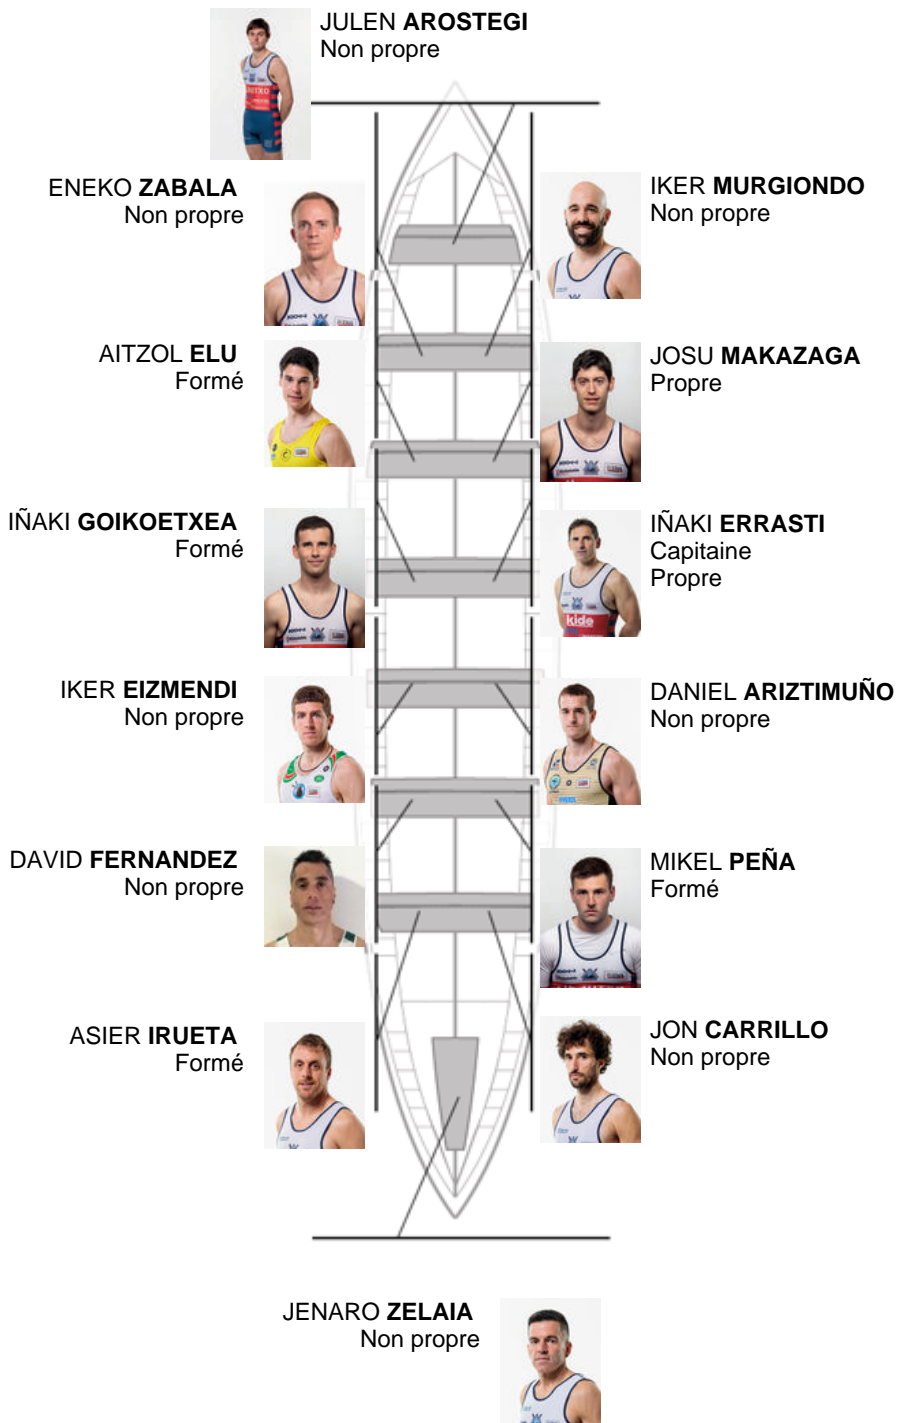 JULEN AROSTEGI
Non propre
ENEKO ZABALA
Non propre
IKER MURGIONDO
Non propre
AITZOL ELU
Formé
JOSU MAKAZAGA
Propre
IÑAKI GOIKOETXEA
Formé
IÑAKI ERRASTI
Capitaine
Propre
kide
IKER EIZMENDI
Non propre
DANIEL ARIZTIMUÑO
Non propre
DAVID FERNANDEZ
Non propre
MIKEL PEÑA
Formé
ASIER IRUETA
Formé
JON CARRILLO
Non propre
JENARO ZELAIA
Non propre